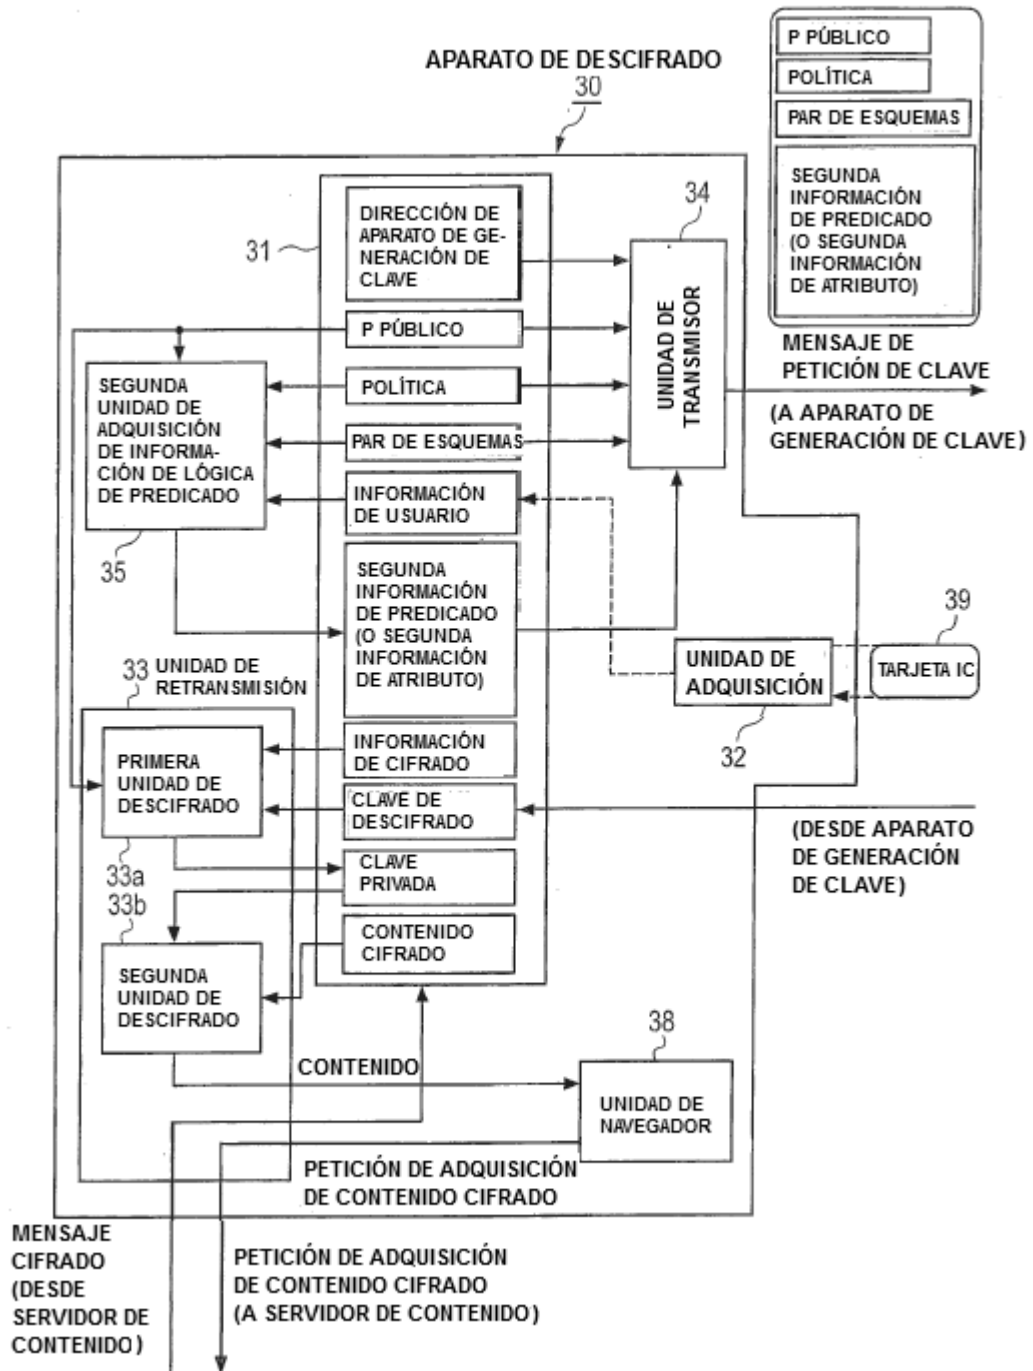 APARATO DE DESCIFRADO
30
P PÚBLICO
POLÍTICA
PAR DE ESQUEMAS
SEGUNDA
INFORMACIÓN
DE PREDICADO
(O SEGUNDA
INFORMACIÓN
DE ATRIBUTO)
MENSAJE DE
PETICIÓN DE CLAVE
(A APARATO DE
GENERACIÓN DE CLAVE)
31
DIRECCIÓN DE
APARATO DE GE-
NERACIÓN DE
CLAVE
P PÚBLICO
POLÍTICA
PAR DE ESQUEMAS
INFORMACIÓN
DE USUARIO
SEGUNDA
INFORMACIÓN
DE PREDICADO
(O SEGUNDA
INFORMACIÓN
DE ATRIBUTO)
INFORMACIÓN
DE CIFRADO
CLAVE DE
DESCIFRADO
CLAVE
PRIVADA
CONTENIDO
CIFRADO
34
UNIDAD DE
TRANSMISOR
SEGUNDA
UNIDAD DE
ADQUISICIÓN
DE INFORMA-
CIÓN DE LÓGICA
DE PREDICADO
35
39
TARJETA IC
UNIDAD DE
ADQUISICIÓN
32
33
UNIDAD DE
RETRANSMISIÓN
PRIMERA
UNIDAD DE
DESCIFRADO
33a
33b
SEGUNDA
UNIDAD DE
DESCIFRADO
(DESDE APARATO
DE GENERACIÓN
DE CLAVE)
CONTENIDO
38
UNIDAD DE
NAVEGADOR
PETICIÓN DE ADQUISICIÓN
DE CONTENIDO CIFRADO
MENSAJE
CIFRADO
(DESDE
SERVIDOR DE
CONTENIDO)
PETICIÓN DE ADQUISICIÓN
DE CONTENIDO CIFRADO
(A SERVIDOR DE CONTENIDO)